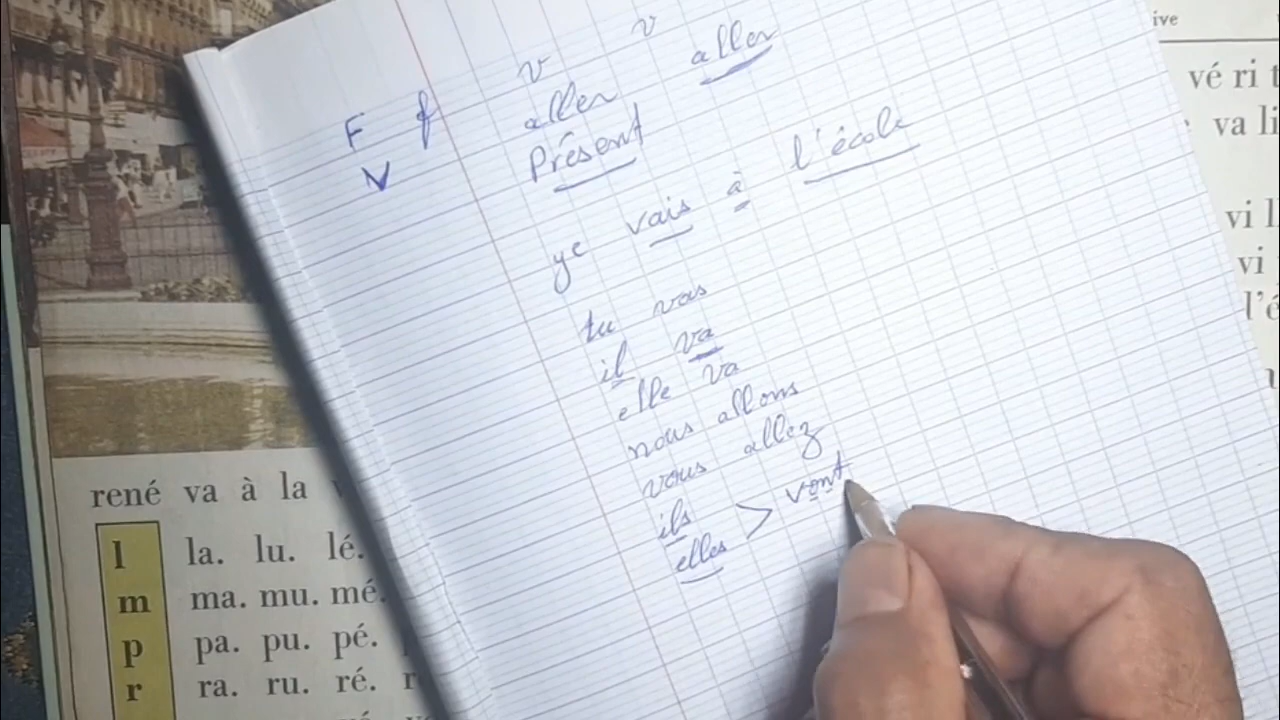 v v
aller aller
F f
V
Présent
ye vais à l'école
tu vas
il va
elle va
nous allons
vous allez
ils
elles > vont
rené va à la
l la. lu. lé.
m ma. mu. mé.
p pa. pu. pé.
r ra. ru. ré. r
ive
vé ri t
va li
vi l
vi
l'é